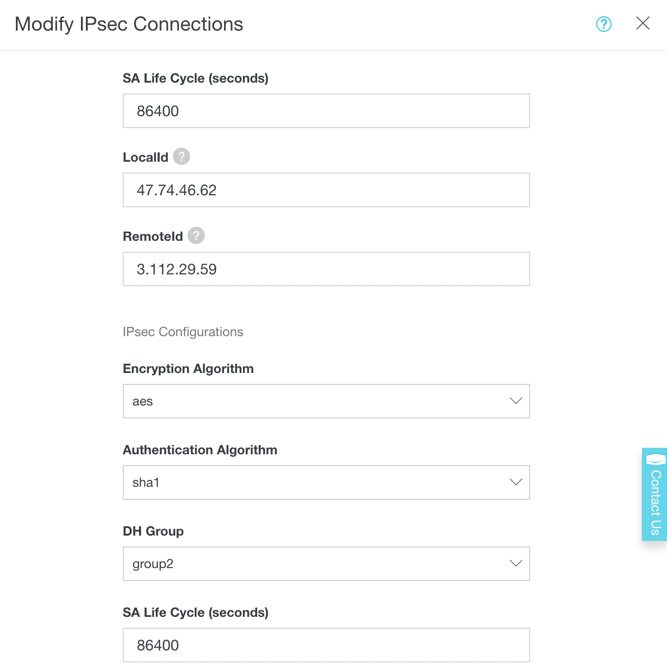 Modify IPsec Connections
SA Life Cycle (seconds)
86400
LocalId ?
47.74.46.62
RemoteId ?
3.112.29.59
IPsec Configurations
Encryption Algorithm
aes
Authentication Algorithm
sha1
DH Group
group2
SA Life Cycle (seconds)
86400
Contact Us